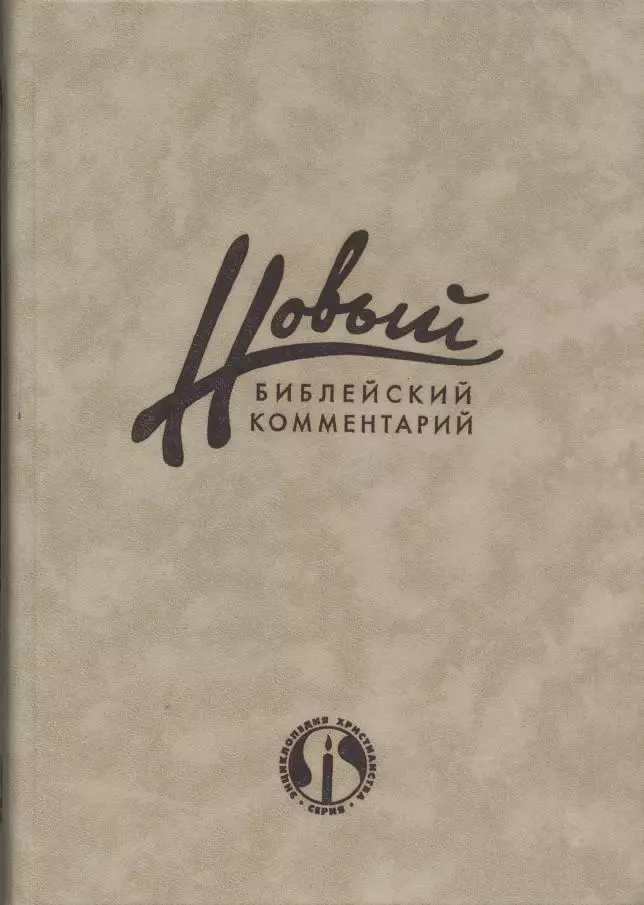 Новый
БИБЛЕЙСКИЙ
КОММЕНТАРИЙ
ЭНЦИКЛОПЕДИЯ ХРИСТИАНСТВА
• СЕРИЯ •